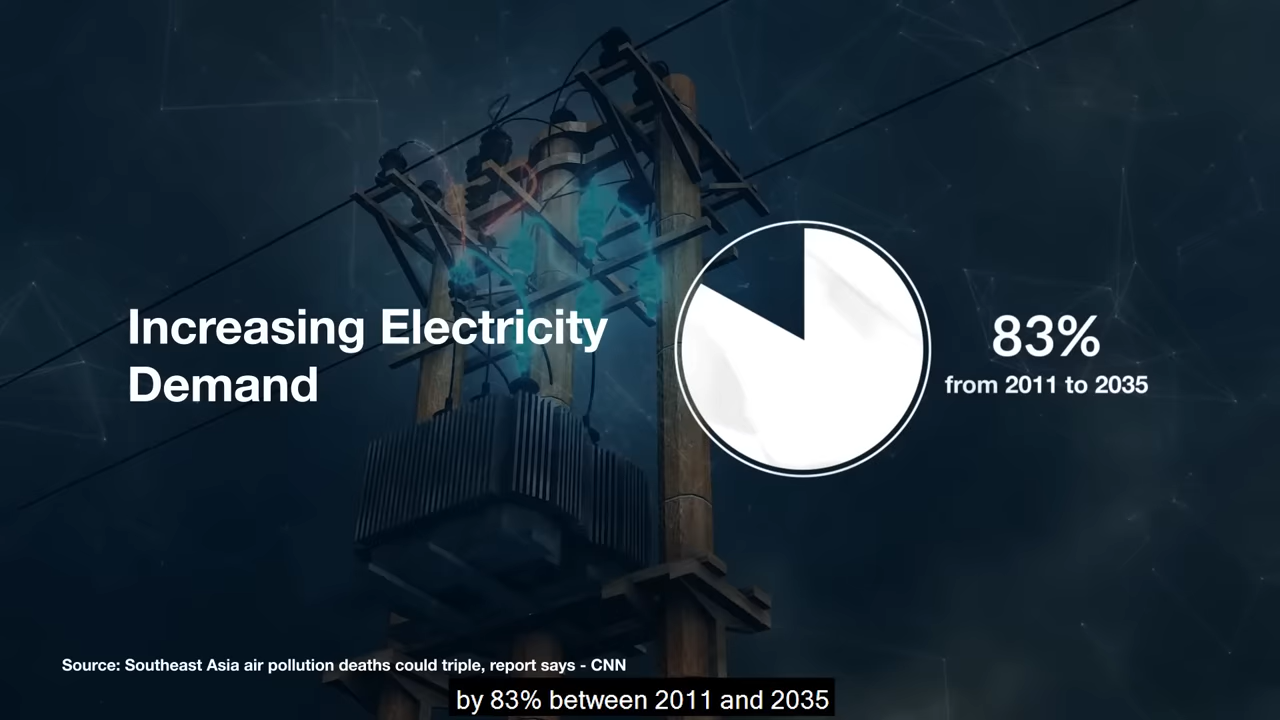 Increasing Electricity
Demand
83%
from 2011 to 2035
Source: Southeast Asia air pollution deaths could triple, report says - CNN
by 83% between 2011 and 2035